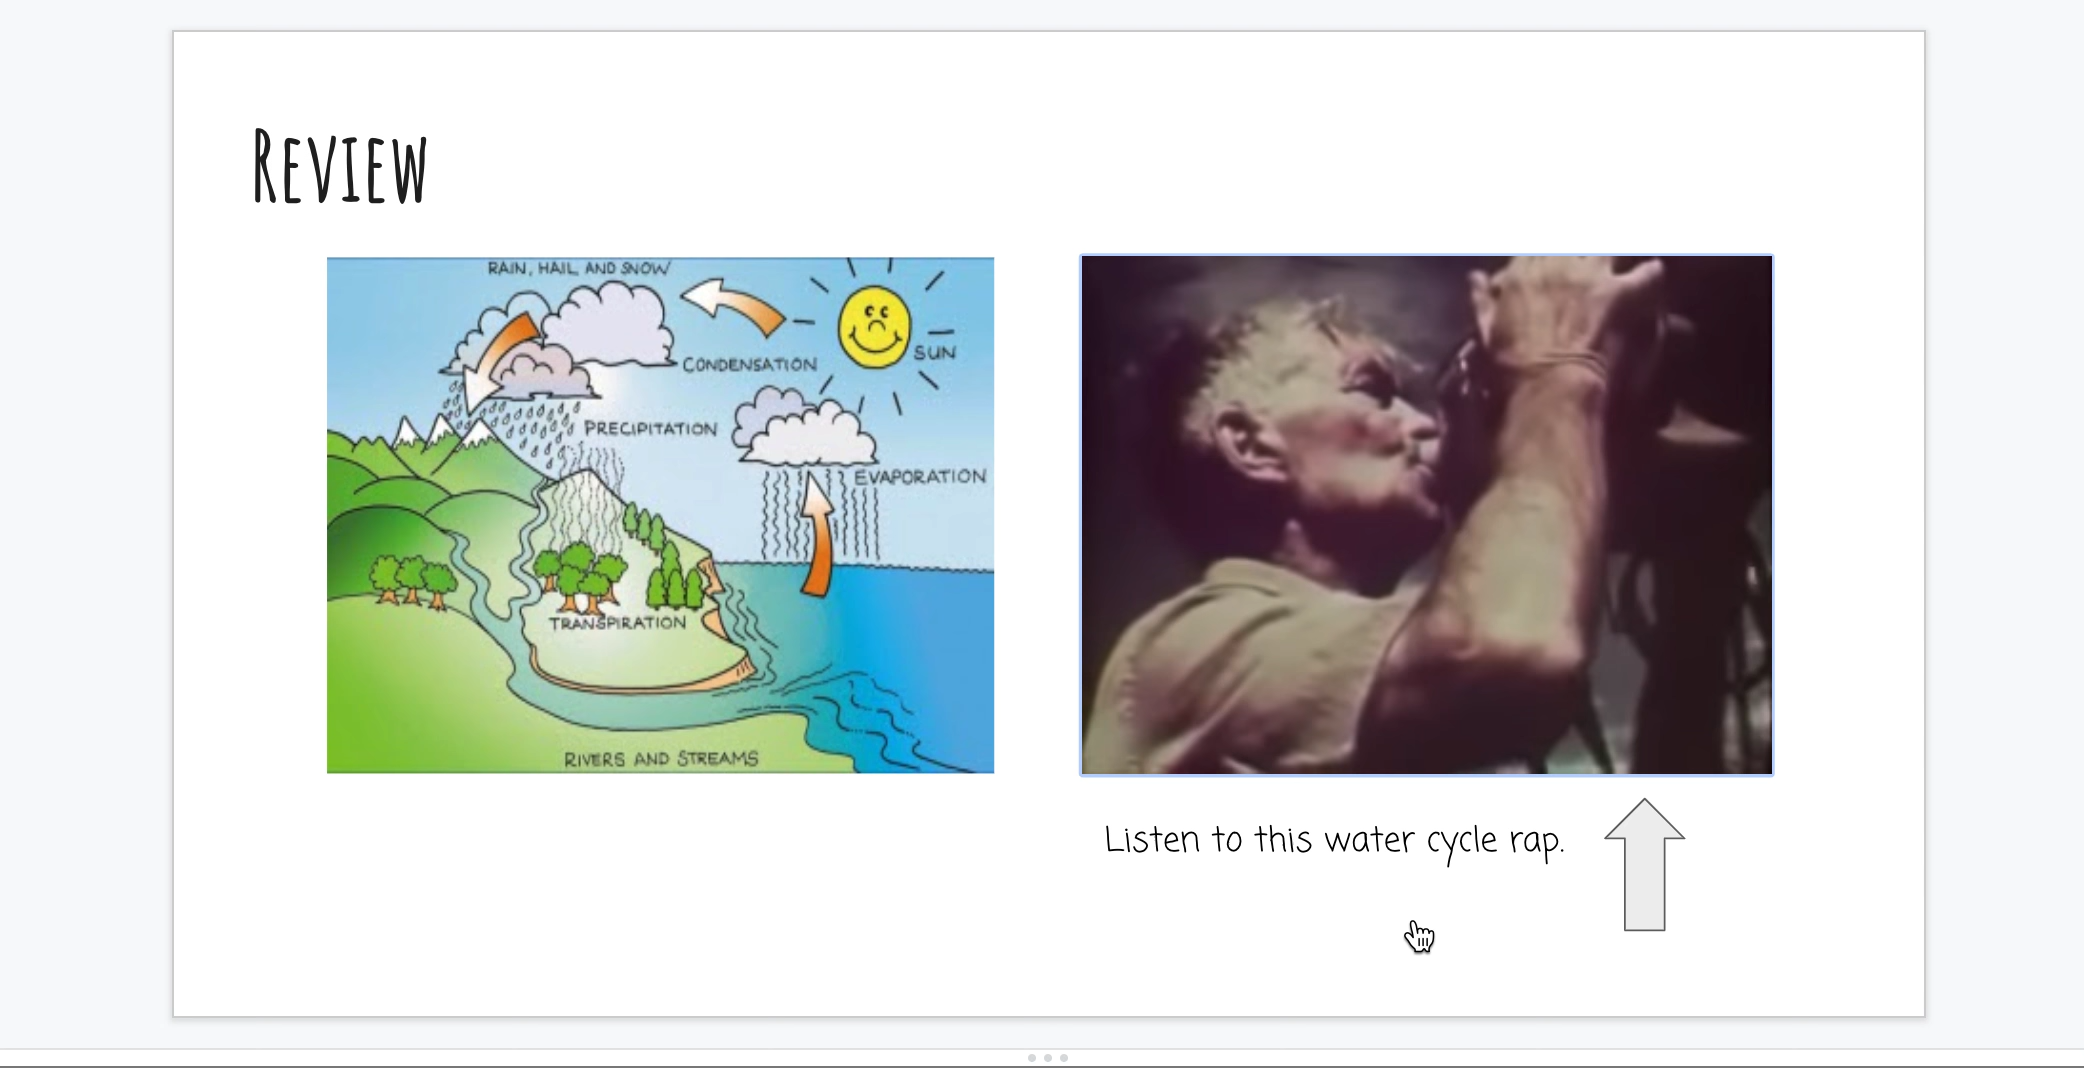 REVIEW
RAIN, HAIL, AND SNOW
SUN
CONDENSATION
PRECIPITATION
EVAPORATION
TRANSPIRATION
RIVERS AND STREAMS
Listen to this water cycle rap.